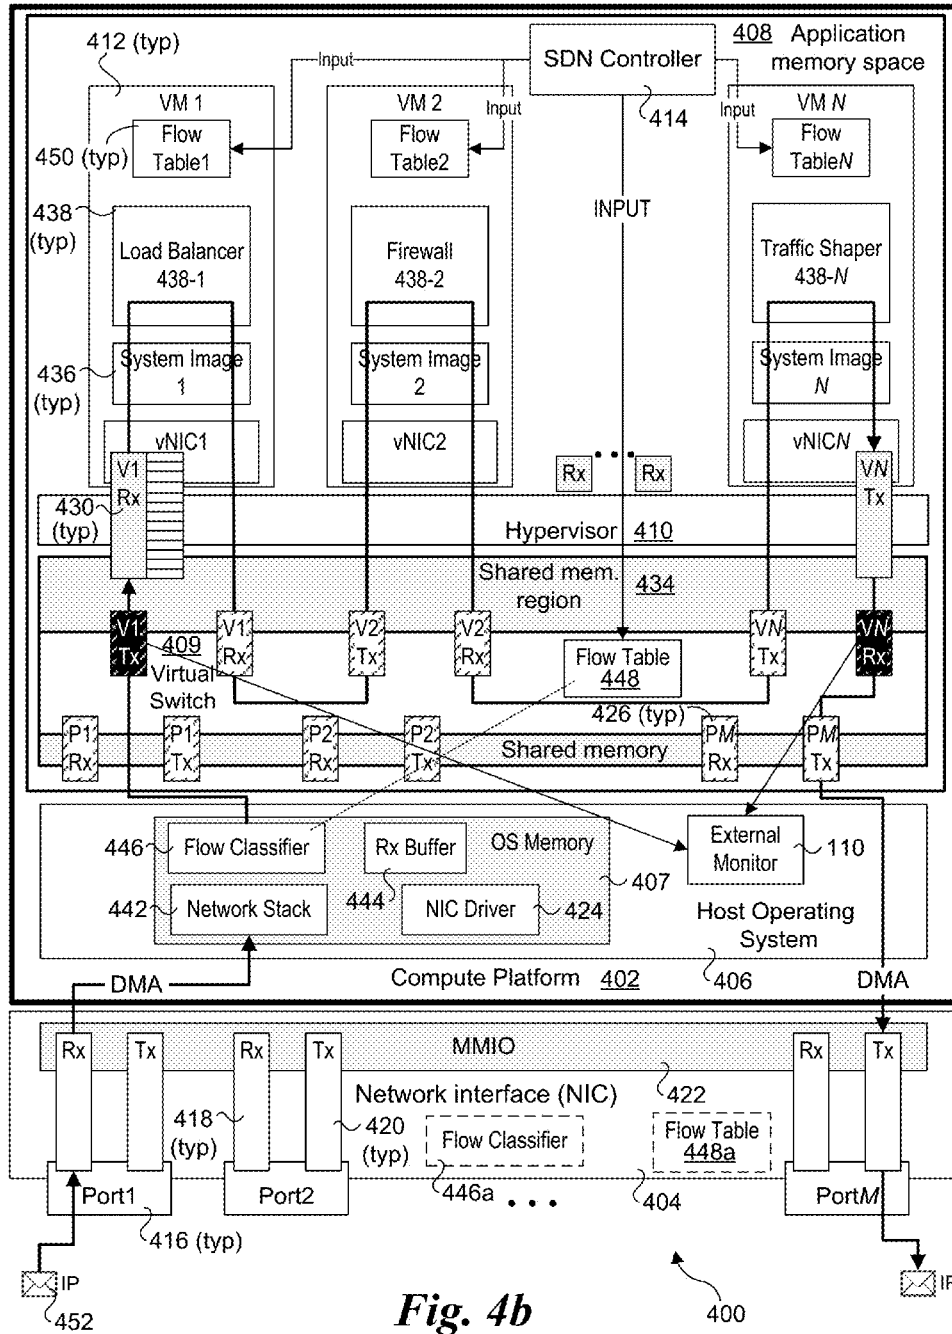 412 (typ)
SDN Controller
414
408 Application
memory space
Input
Input
Input
VM 1
VM 2
VM N
450 (typ)
Flow
Table1
Flow
Table2
Flow
TableN
INPUT
438
(typ)
Load Balancer
438-1
Firewall
438-2
Traffic Shaper
438-N
436
(typ)
System Image
1
System Image
2
System Image
N
vNIC1
vNIC2
vNICN
V1
Rx
430
(typ)
Rx
• • •
Rx
VN
Tx
Hypervisor 410
Shared mem.
region
434
V1
Tx
409
Virtual
Switch
V1
Rx
V2
Tx
V2
Rx
Flow Table
448
VN
Tx
VN
Rx
426 (typ)
P1
Rx
P1
Tx
P2
Rx
P2
Tx
Shared memory
PM
Rx
PM
Tx
446
Flow Classifier
Rx Buffer
OS Memory
External
Monitor
110
444
407
442
Network Stack
NIC Driver
424
Host Operating
System
406
DMA
Compute Platform 402
DMA
Rx
Tx
Rx
Tx
MMIO
Rx
Tx
422
Network interface (NIC)
418
(typ)
420
(typ)
Flow Classifier
446a
Flow Table
448a
404
Port1
Port2
• • •
PortM
416 (typ)
IP
452
IP
400
Fig. 4b